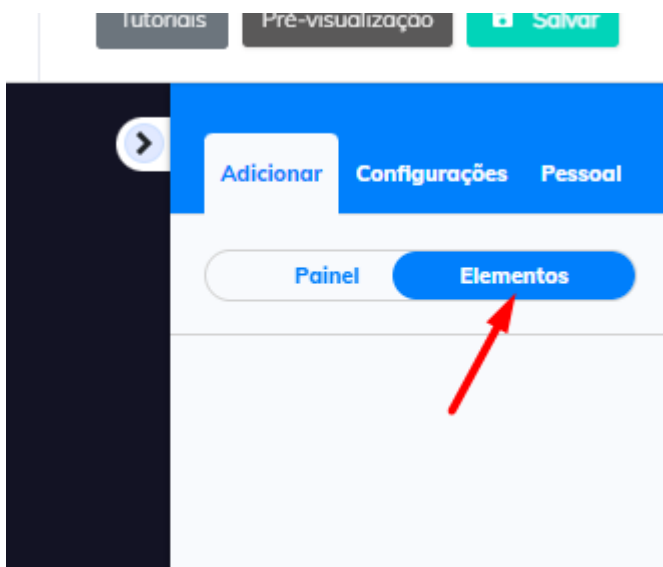 Tutoriais Pré-visualização Salvar
Adicionar Configurações Pessoal
Painel Elementos